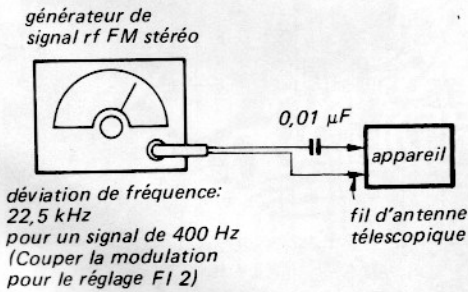 générateur de
signal rf FM stéréo
0,01 µF
appareil
déviation de fréquence:
22,5 kHz
pour un signal de 400 Hz
(Couper la modulation
pour le réglage FI 2)
fil d'antenne
télescopique